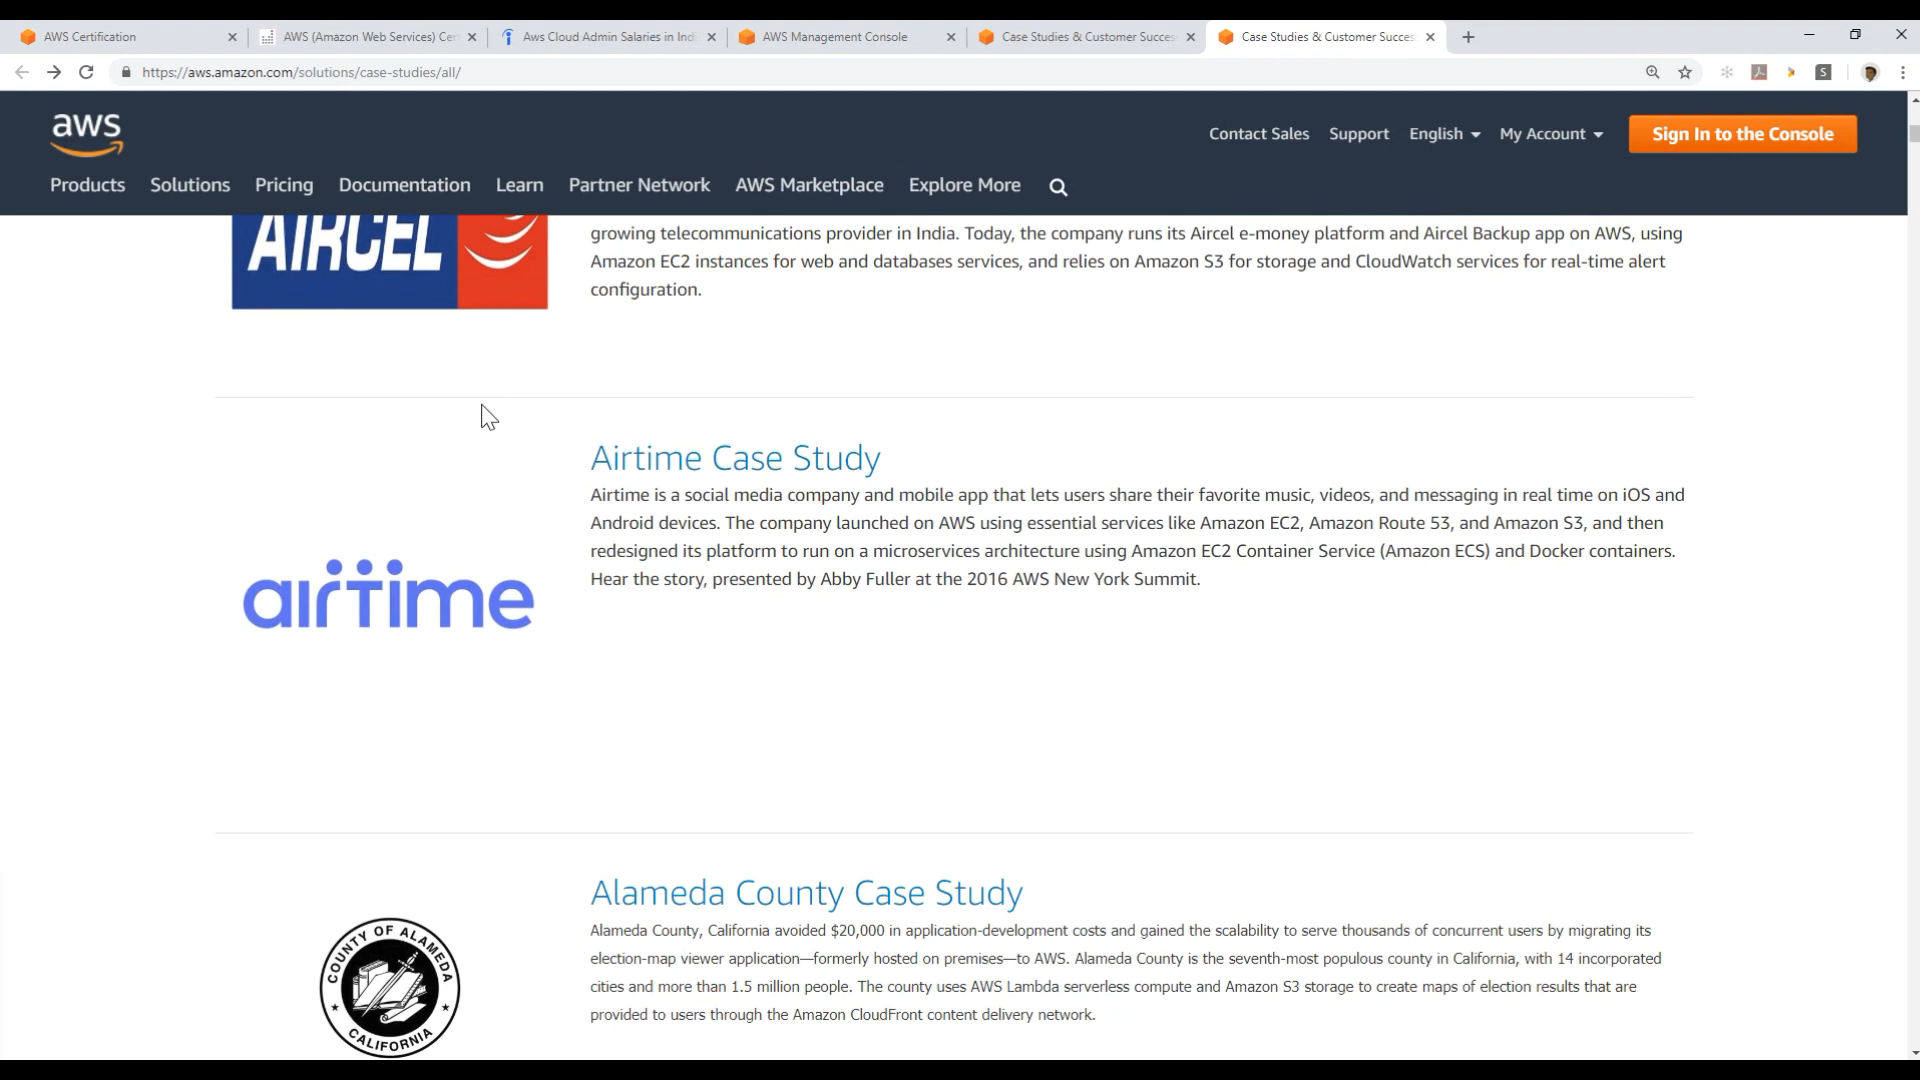 AWS Certification
AWS (Amazon Web Services) Cer
Aws Cloud Admin Salaries in Indi
AWS Management Console
Case Studies & Customer Succes
Case Studies & Customer Succes
https://aws.amazon.com/solutions/case-studies/all/
S
aws
Contact Sales Support English My Account Sign In to the Console
Products Solutions Pricing Documentation Learn Partner Network AWS Marketplace Explore More
AIRCEL
growing telecommunications provider in India. Today, the company runs its Aircel e-money platform and Aircel Backup app on AWS, using
Amazon EC2 instances for web and databases services, and relies on Amazon S3 for storage and CloudWatch services for real-time alert
configuration.
Airtime Case Study
Airtime is a social media company and mobile app that lets users share their favorite music, videos, and messaging in real time on iOS and
Android devices. The company launched on AWS using essential services like Amazon EC2, Amazon Route 53, and Amazon S3, and then
redesigned its platform to run on a microservices architecture using Amazon EC2 Container Service (Amazon ECS) and Docker containers.
Hear the story, presented by Abby Fuller at the 2016 AWS New York Summit.
airtime
Alameda County Case Study
Alameda County, California avoided $20,000 in application-development costs and gained the scalability to serve thousands of concurrent users by migrating its
election-map viewer application—formerly hosted on premises—to AWS. Alameda County is the seventh-most populous county in California, with 14 incorporated
cities and more than 1.5 million people. The county uses AWS Lambda serverless compute and Amazon S3 storage to create maps of election results that are
provided to users through the Amazon CloudFront content delivery network.
COUNTY OF ALAMEDA
CALIFORNIA